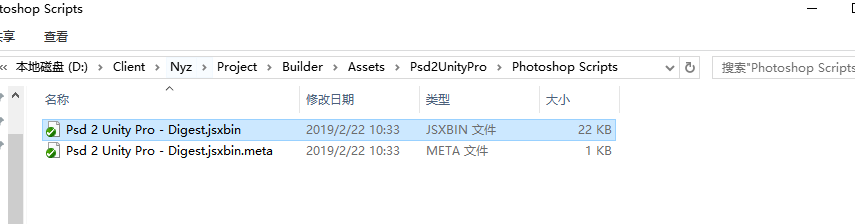 toshop Scripts
共享 查看
« 本地磁盘 (D:) > Client > Nyz > Project > Builder > Assets > Psd2UnityPro > Photoshop Scripts 搜索"Photoshop Scripts
名称 修改日期 类型 大小
Psd 2 Unity Pro - Digest.jsxbin 2019/2/22 10:33 JSXBIN 文件 22 KB
Psd 2 Unity Pro - Digest.jsxbin.meta 2019/2/22 10:33 META 文件 1 KB